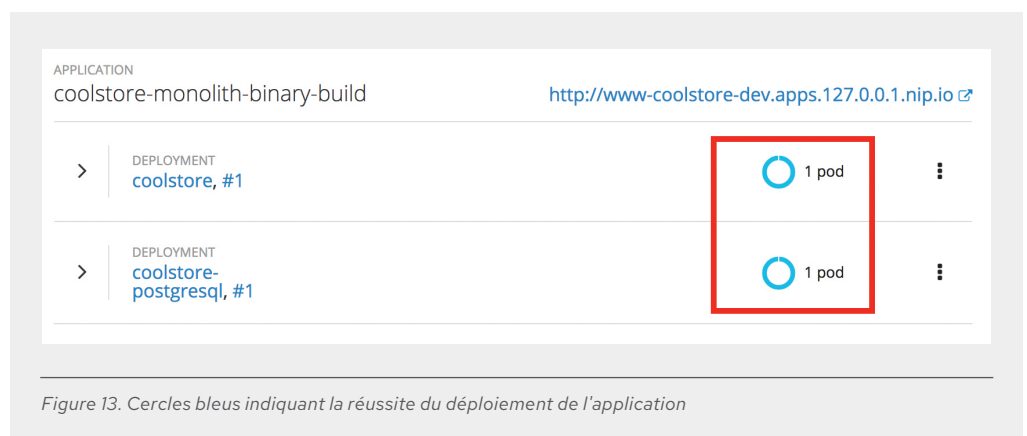 APPLICATION
coolstore-monolith-binary-build
http://www-coolstore-dev.apps.127.0.0.1.nip.io
DEPLOYMENT
coolstore, #1
1 pod
DEPLOYMENT
coolstore-
postgresql, #1
1 pod
Figure 13. Cercles bleus indiquant la réussite du déploiement de l'application